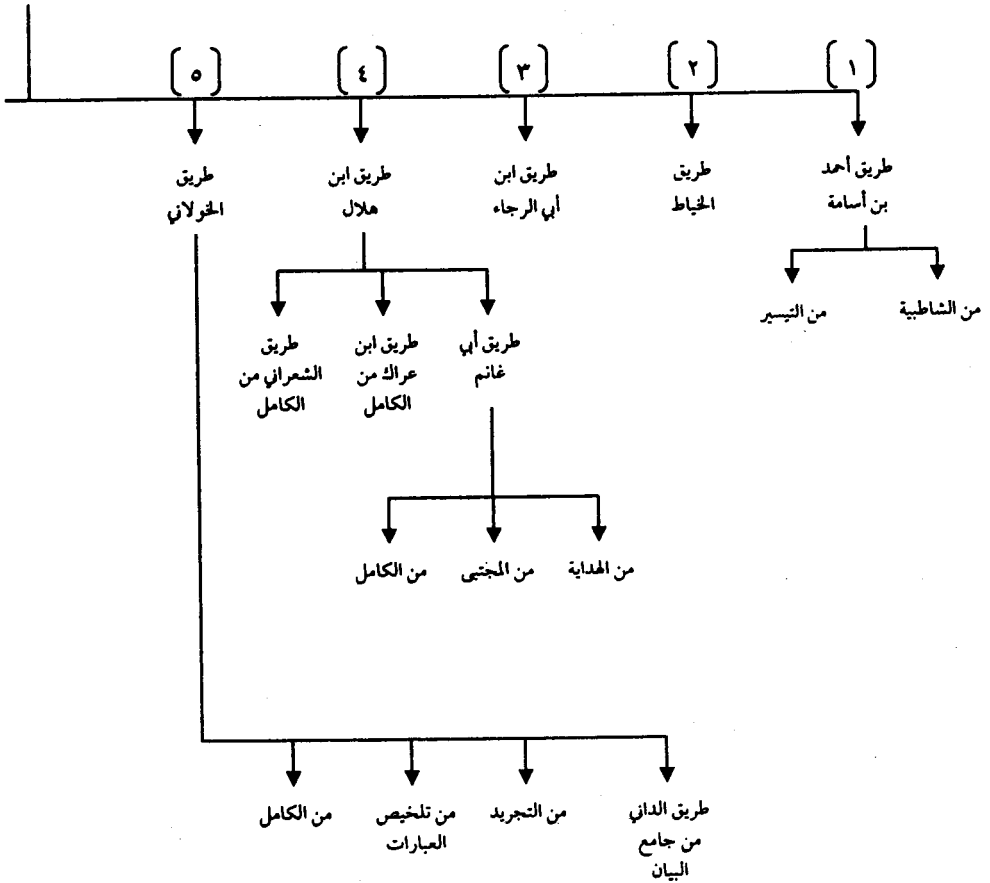 [١]
[٢]
[٣]
[٤]
[٥]
طريق أحمد
بن أسامة
طريق
الخياط
طريق ابن
أبي الرجاء
طريق ابن
هلال
طريق
الخولاني
من الشاطبية
من التيسير
طريق أبي
غانم
طريق ابن
عراك من
الكامل
طريق
الشعراني من
الكامل
من الهداية
من المجتبى
من الكامل
طريق الداني
من جامع
البيان
من التجريد
من تلخيص
العبارات
من الكامل